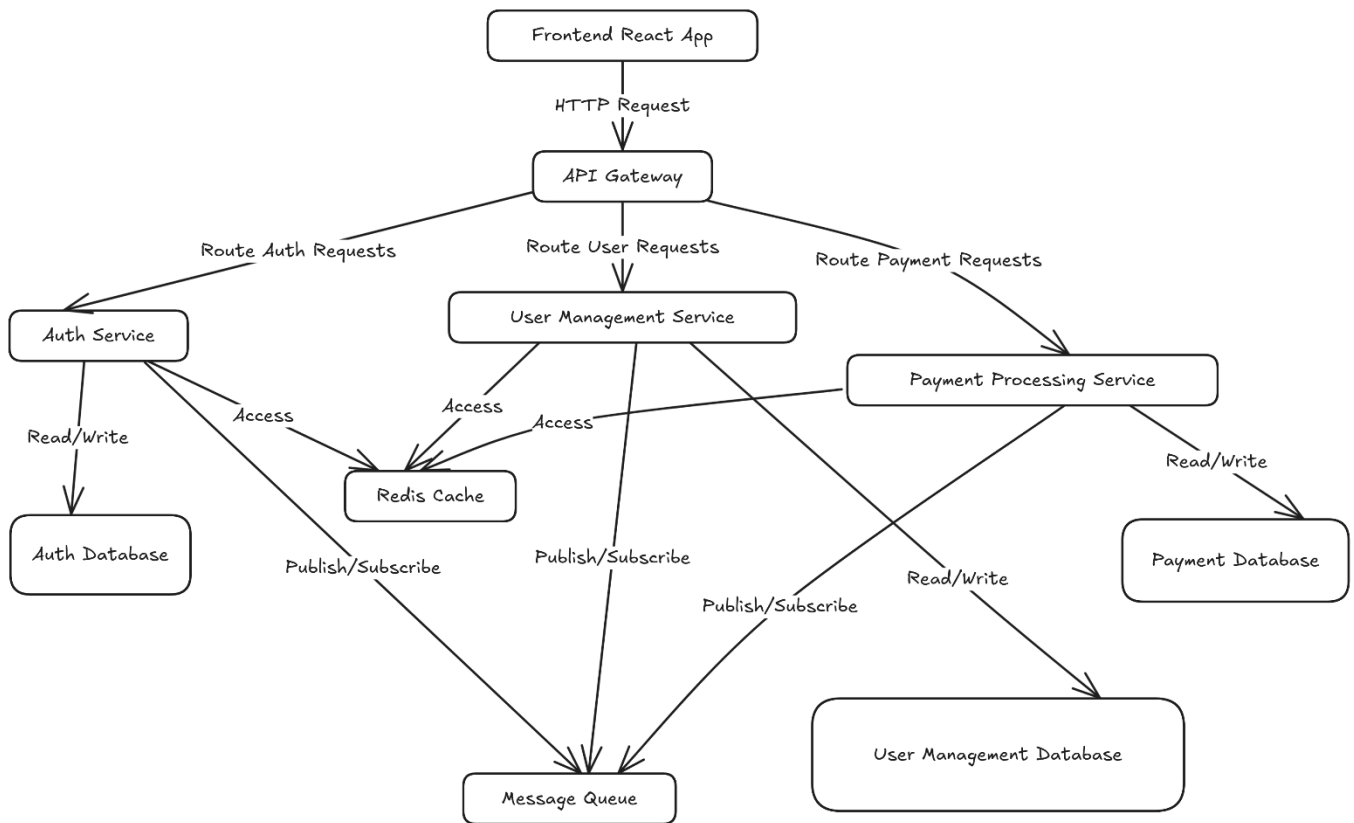 Frontend React App
HTTP Request
API Gateway
Route Auth Requests
Route User Requests
Route Payment Requests
Auth Service
User Management Service
Payment Processing Service
Access
Access
Access
Read/Write
Read/Write
Redis Cache
Auth Database
Payment Database
Publish/Subscribe
Publish/Subscribe
Publish/Subscribe
Read/Write
User Management Database
Message Queue